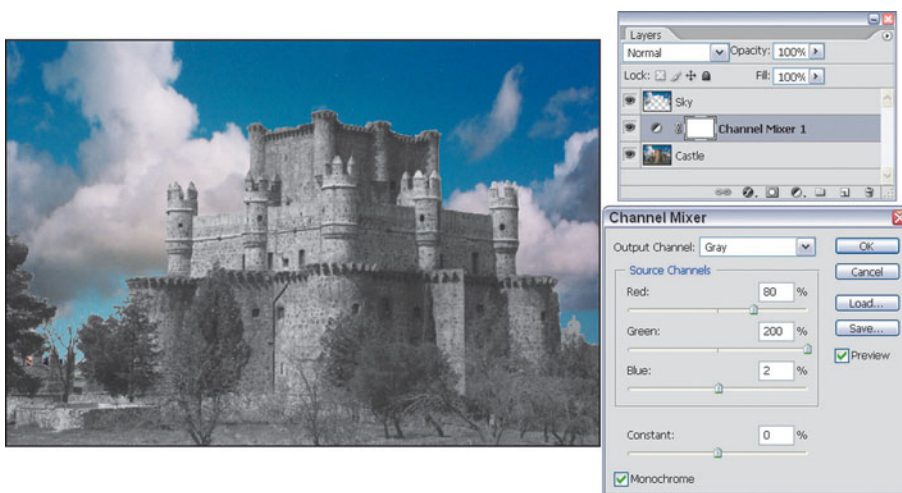 Layers
Normal Opacity: 100%
Lock: Fill: 100%
Sky
Channel Mixer 1
Castle
Channel Mixer
Output Channel: Gray OK
Source Channels Cancel
Red: 80 %
Load...
Green: 200 % Save...
Preview
Blue: 2 %
Constant: 0 %
Monochrome